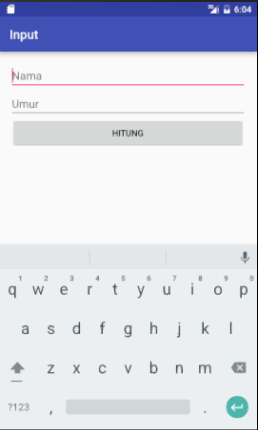 6:04
Input
Nama
Umur
HITUNG
1 2 3 4 5 6 7 8 9 0
q w e r t y u i o p
a s d f g h j k l
z x c v b n m
?123 , .